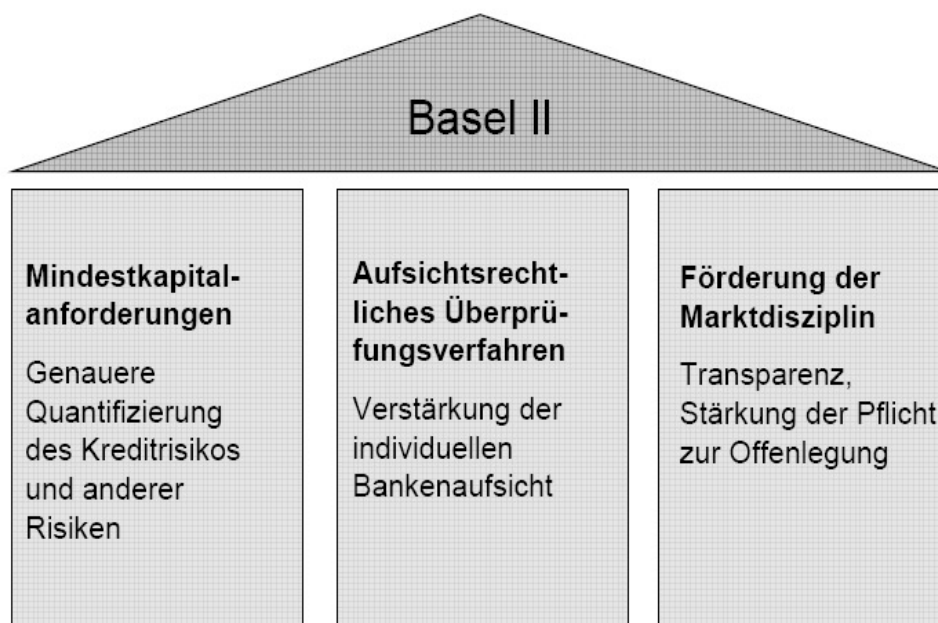 Basel II
Mindestkapital-
anforderungen
Genauere
Quantifizierung
des Kreditrisikos
und anderer
Risiken
Aufsichtsrecht-
liches Überprü-
fungsverfahren
Verstärkung der
individuellen
Bankenaufsicht
Förderung der
Marktdisziplin
Transparenz,
Stärkung der Pflicht
zur Offenlegung